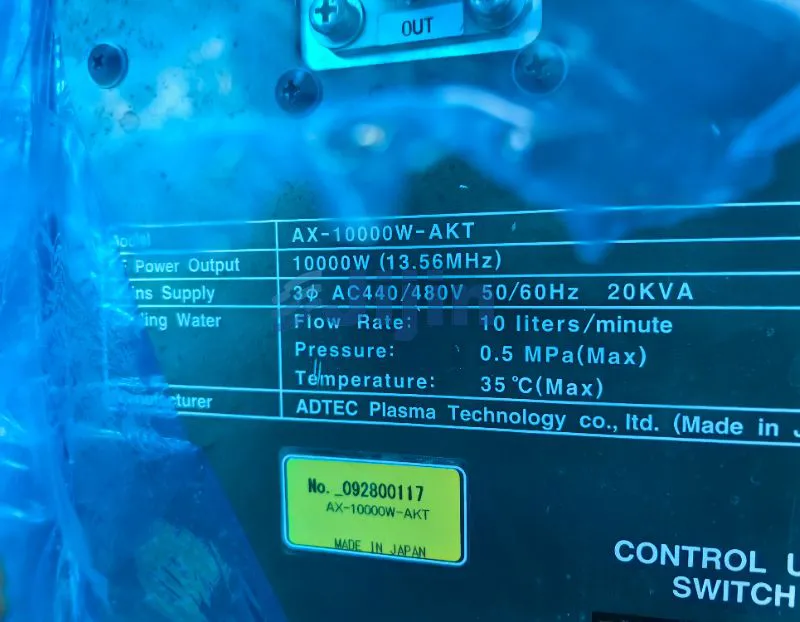 OUT
Model AX-10000W-AKT
Power Output 10000W (13.56MHz)
Supply 3φ AC440/480V 50/60Hz 20KVA
Water Flow Rate: 10 liters/minute
Pressure: 0.5 MPa(Max)
Temperature: 35℃(Max)
ADTEC Plasma Technology co., ltd. (Made in
No._092800117
AX-10000W-AKT
MADE IN JAPAN
CONTROL
SWITCH